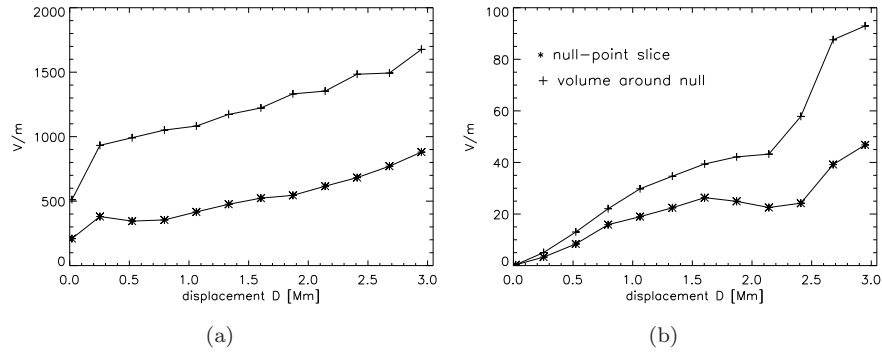 2000
1500
1000
500
0
V/m
0.0 0.5 1.0 1.5 2.0 2.5 3.0
displacement D [Mm]
(a)
100
80
60
40
20
0
V/m
null-point slice
volume around null
0.0 0.5 1.0 1.5 2.0 2.5 3.0
displacement D [Mm]
(b)